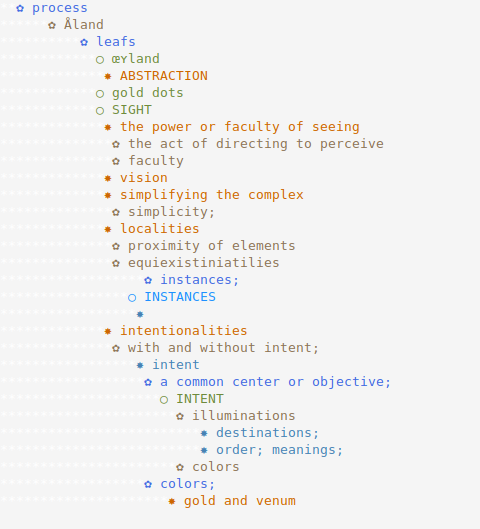 ✿ process
✿ Åland
✿ leafs
○ œʏland
✸ ABSTRACTION
○ gold dots
○ SIGHT
✸ the power or faculty of seeing
✿ the act of directing to perceive
✿ faculty
✸ vision
✸ simplifying the complex
✿ simplicity;
✸ localities
✿ proximity of elements
✿ equiexistiniatilies
✿ instances;
○ INSTANCES
✸
✸ intentionalities
✿ with and without intent;
✸ intent
✿ a common center or objective;
○ INTENT
✿ illuminations
✸ destinations;
✸ order; meanings;
✿ colors
✿ colors;
✸ gold and venum